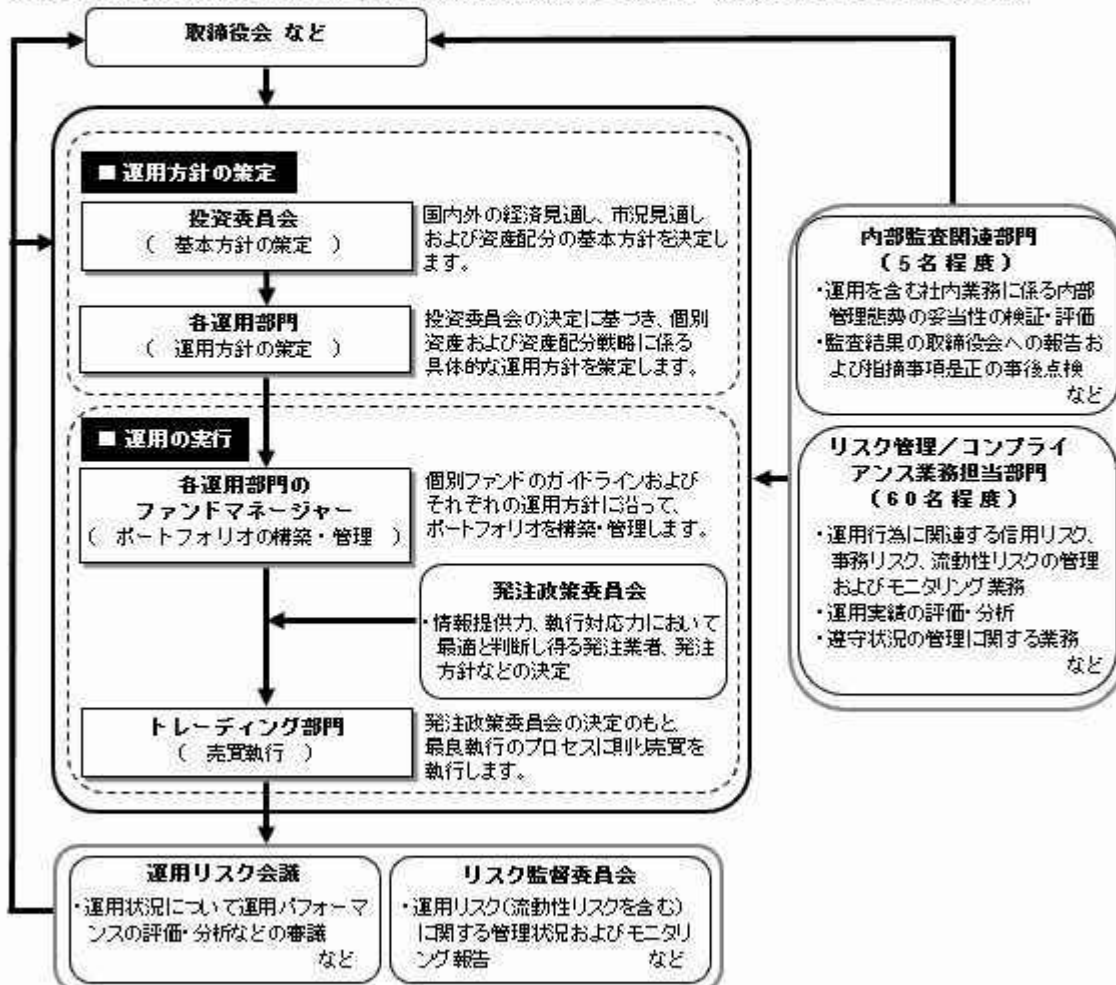 取締役会 など
■ 運用方針の策定
投資委員会
( 基本方針の策定 )
国内外の経済見通し、市況見通し
および資産配分の基本方針を決定し
ます。
各運用部門
( 運用方針の策定 )
投資委員会の決定に基づき、個別
資産および資産配分戦略に係る
具体的な運用方針を策定します。
■ 運用の実行
各運用部門の
ファンドマネージャー
( ポートフォリオの構築・管理 )
個別ファンドのガイドラインおよび
それぞれの運用方針に沿って、
ポートフォリオを構築・管理します。
発注政策委員会
・情報提供力、執行対応力において
最適と判断し得る発注業者、発注
方針などの決定
トレーディング部門
( 売買執行 )
発注政策委員会の決定のもと、
最良執行のプロセスに則り売買を
執行します。
内部監査関連部門
(5名程度)
・運用を含む社内業務に係る内部
管理態勢の妥当性の検証・評価
・監査結果の取締役会への報告お
よび指摘事項是正の事後点検
など
リスク管理/コンプライ
アンス業務担当部門
(60名程度)
・運用行為に関連する信用リスク、
事務リスク、流動性リスクの管理
およびモニタリング業務
・運用実績の評価・分析
・遵守状況の管理に関する業務
など
運用リスク会議
・運用状況について運用パフォーマ
ンスの評価・分析などの審議
など
リスク監督委員会
・運用リスク(流動性リスクを含む)
に関する管理状況およびモニタリ
ング報告 など